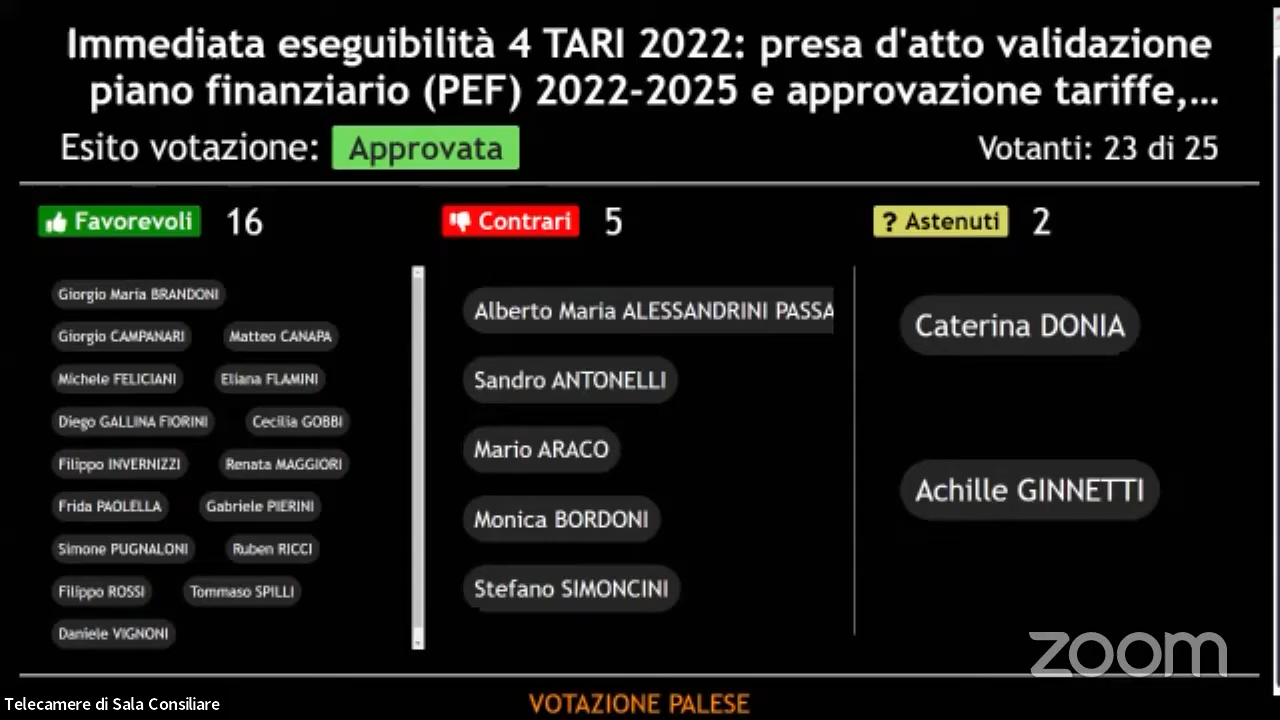 Immediata eseguibilità 4 TARI 2022: presa d'atto validazione
piano finanziario (PEF) 2022-2025 e approvazione tariffe,...
Esito votazione: Approvata
Votanti: 23 di 25
Favorevoli 16
Giorgio Maria BRANDONI
Giorgio CAMPANARI Matteo CANAPA
Michele FELICIANI Eliana FLAMINI
Diego GALLINA FIORINI Cecilia GOBBI
Filippo INVERNIZZI Renata MAGGIORI
Frida PAOLELLA Gabriele PIERINI
Simone PUGNALONI Ruben RICCI
Filippo ROSSI Tommaso SPILLI
Daniele VIGNONI
Contrari 5
Alberto Maria ALESSANDRINI PASSA
Sandro ANTONELLI
Mario ARACO
Monica BORDONI
Stefano SIMONCINI
? Astenuti 2
Caterina DONIA
Achille GINNETTI
zoom
Telecamere di Sala Consiliare
VOTAZIONE PALESE